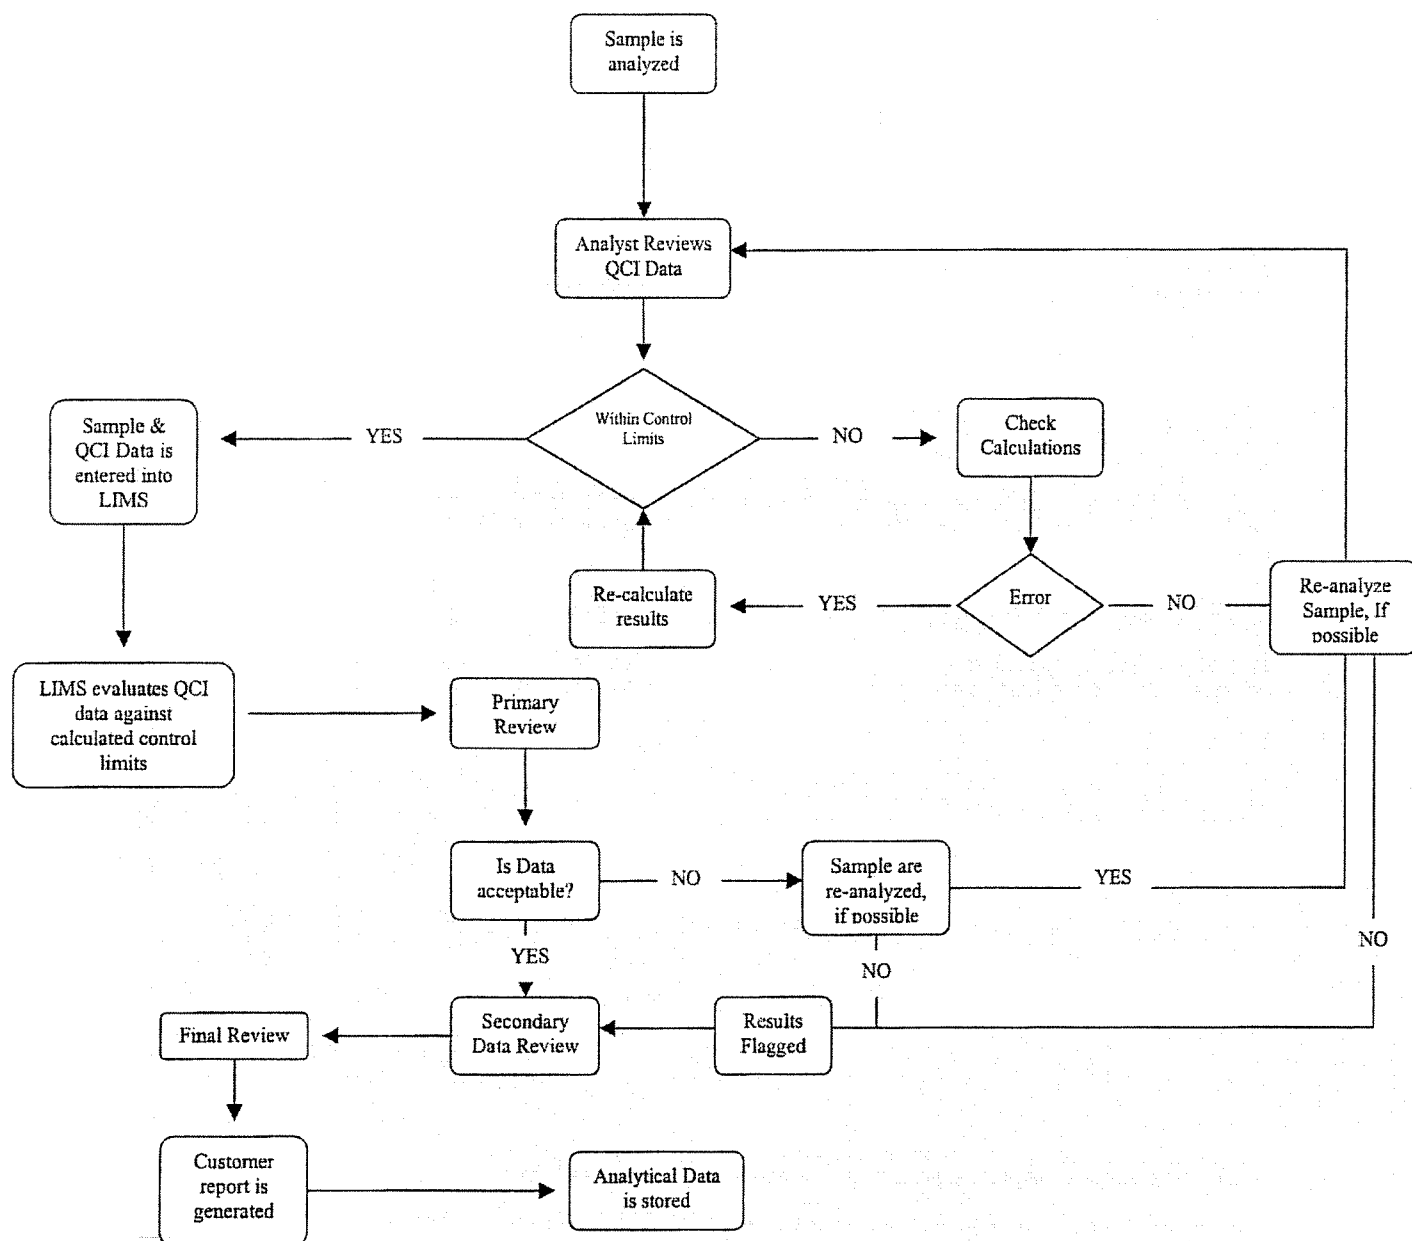 Sample is
analyzed
Analyst Reviews
QCI Data
Within Control
Limits
YES
NO
Sample &
QCI Data is
entered into
LIMS
Check
Calculations
Re-calculate
results
YES
Error
NO
Re-analyze
Sample, If
possible
LIMS evaluates QCI
data against
calculated control
limits
Primary
Review
Is Data
acceptable?
NO
Sample are
re-analyzed,
if possible
YES
YES
NO
NO
Final Review
Secondary
Data Review
Results
Flagged
Customer
report is
generated
Analytical Data
is stored